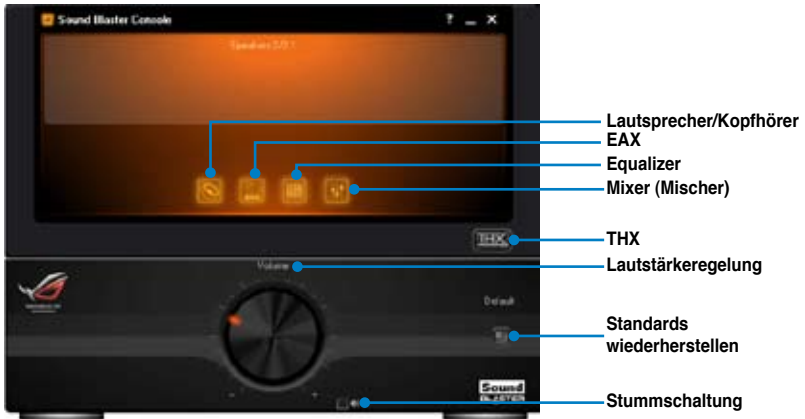 Sound Blaster Console
? _ X
Speakers 2.0/2.1
Lautsprecher/Kopfhörer
EAX
Equalizer
Mixer (Mischer)
THX
THX
Volume
Lautstärkeregelung
Default
Standards
wiederherstellen
- +
Sound
BLASTER
Stummschaltung